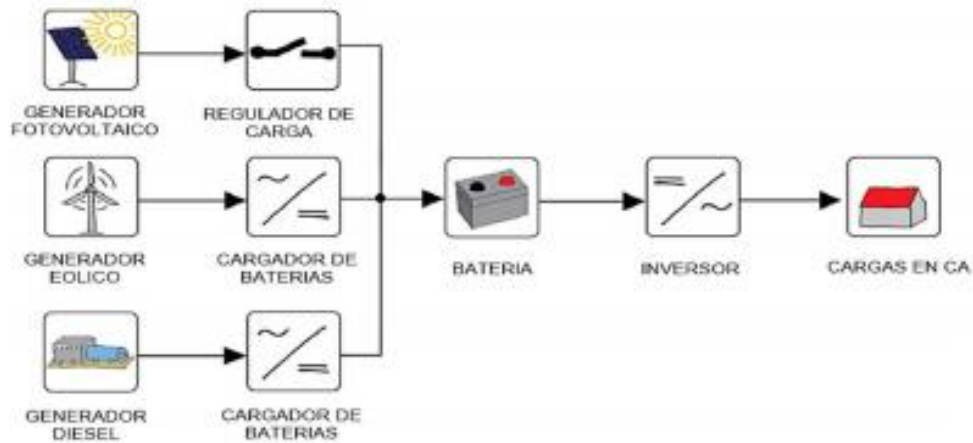 GENERADOR
FOTOVOLTAICO
REGULADOR DE
CARGA
GENERADOR
EOLICO
CARGADOR DE
BATERIAS
BATERIA
INVERSOR
CARGAS EN CA
GENERADOR
DIESEL
CARGADOR DE
BATERIAS